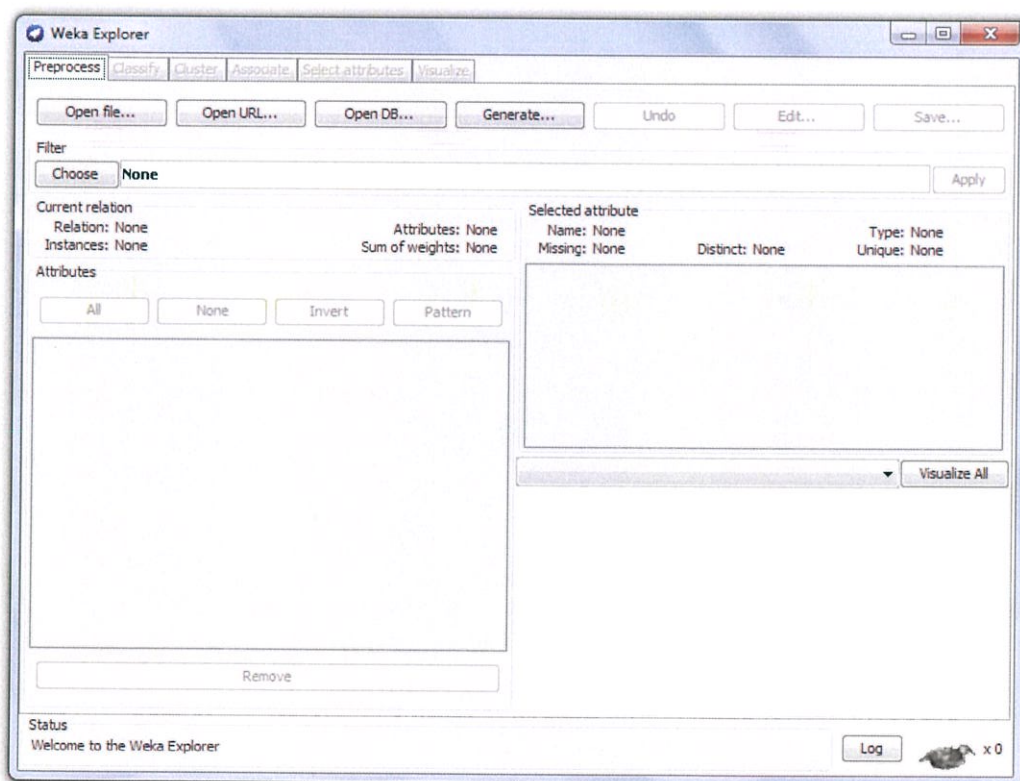 Weka Explorer
Preprocess Classify Cluster Associate Select attributes Visualize
Open file... Open URL... Open DB... Generate... Undo Edit... Save...
Filter
Choose None Apply
Current relation
Relation: None Attributes: None
Instances: None Sum of weights: None
Selected attribute
Name: None Type: None
Missing: None Distinct: None Unique: None
Attributes
All None Invert Pattern
Visualize All
Remove
Status
Welcome to the Weka Explorer
Log x 0